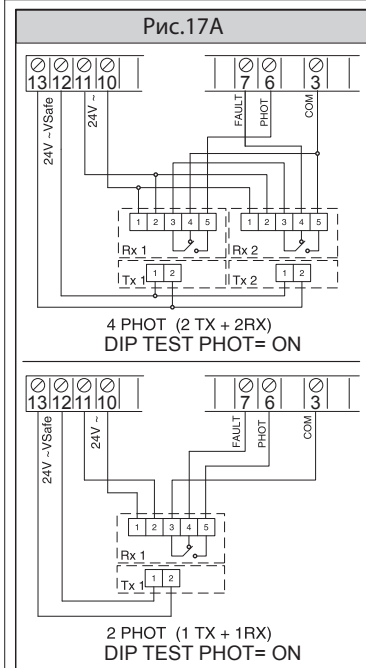 Рис.17A
13 12 11 10 7 6 3
24V ~VSafe
24V ~
FAULT
PHOT
COM
1 2 3 4 5 1 2 3 4 5
Rx 1 Rx 2
Tx 1 1 2 Tx 2 1 2
4 PHOT (2 TX + 2RX)
DIP TEST PHOT= ON
13 12 11 10 7 6 3
24V ~VSafe
24V ~
FAULT
PHOT
COM
1 2 3 4 5
Rx 1
Tx 1 1 2
2 PHOT (1 TX + 1RX)
DIP TEST PHOT= ON